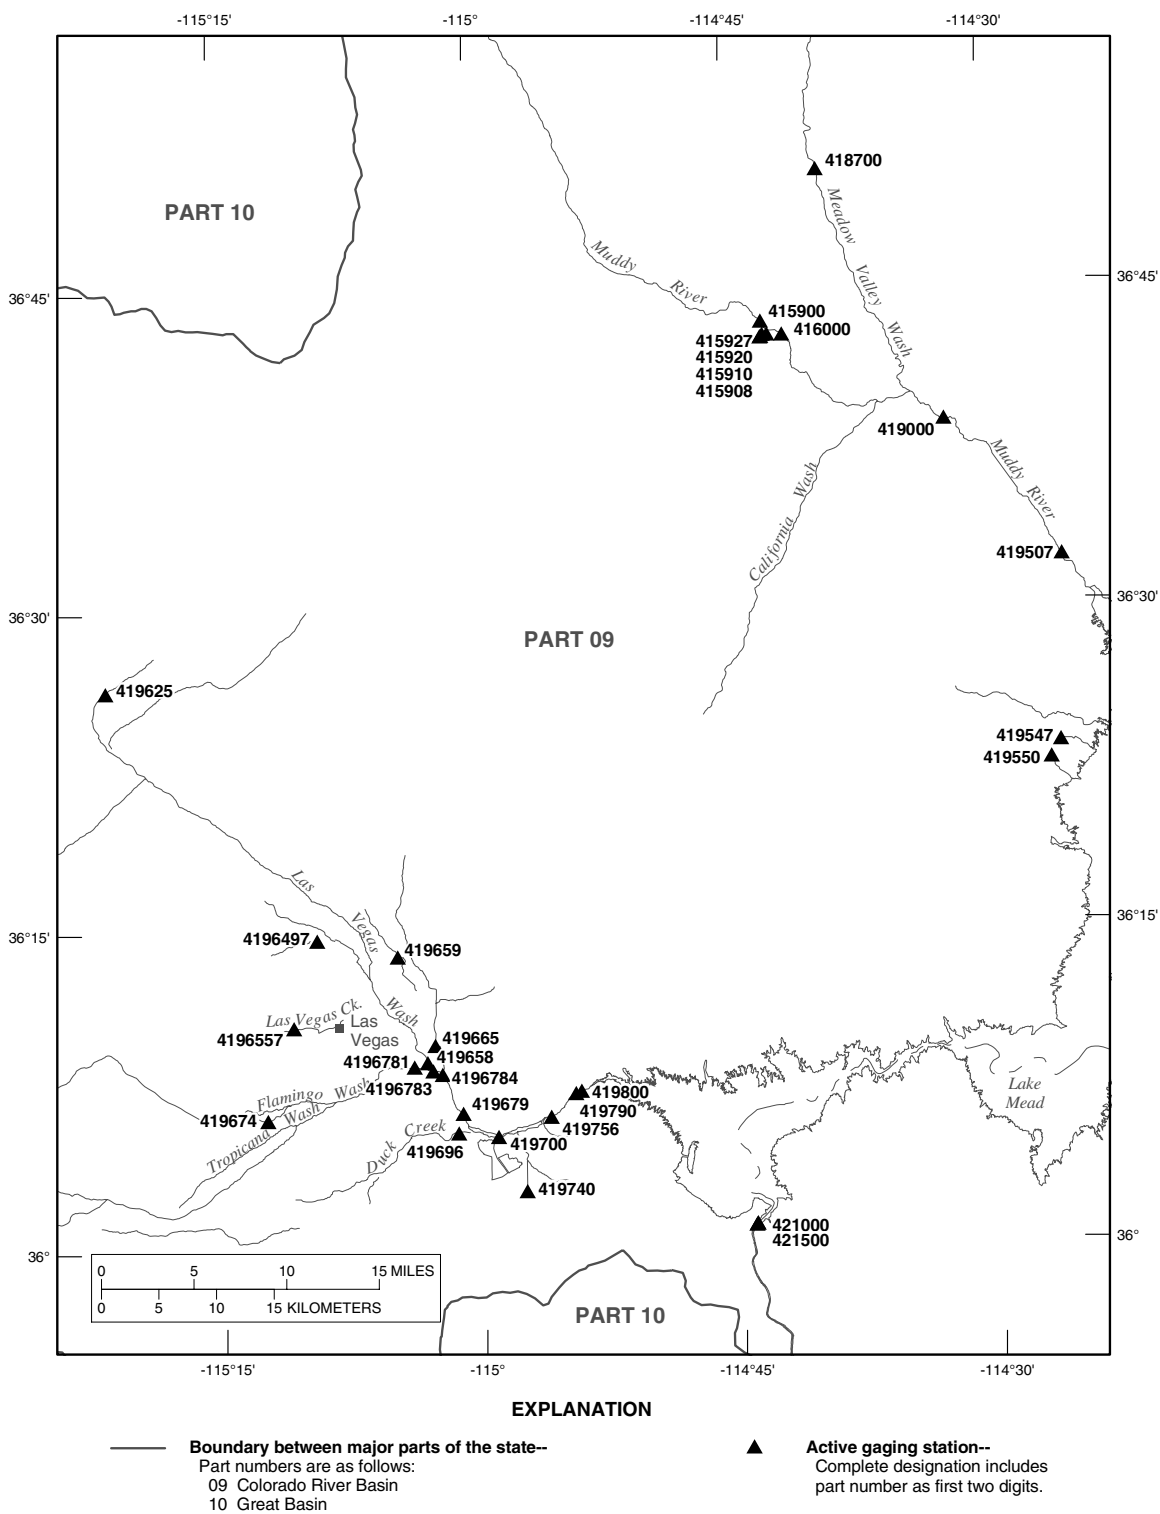 -115°15'
-115°
-114°45'
-114°30'
418700
PART 10
Meadow Valley Wash
Muddy River
36°45'
36°45'
415900
416000
415927
415920
415910
415908
419000
Muddy River
California Wash
419507
36°30'
36°30'
PART 09
419625
419547
419550
Las Vegas Wash
36°15'
36°15'
4196497
419659
Las Vegas Ck.
4196557
Las
Vegas
419665
419658
4196781
4196784
4196783
Flamingo Wash
419679
419800
419790
419756
Lake
Mead
419674
Tropicana Wash
Duck Creek
419700
419696
419740
421000
421500
36°
36°
0 5 10 15 MILES
0 5 10 15 KILOMETERS
PART 10
-115°15'
-115°
-114°45'
-114°30'
EXPLANATION
Boundary between major parts of the state--
Part numbers are as follows:
09 Colorado River Basin
10 Great Basin
Active gaging station--
Complete designation includes
part number as first two digits.